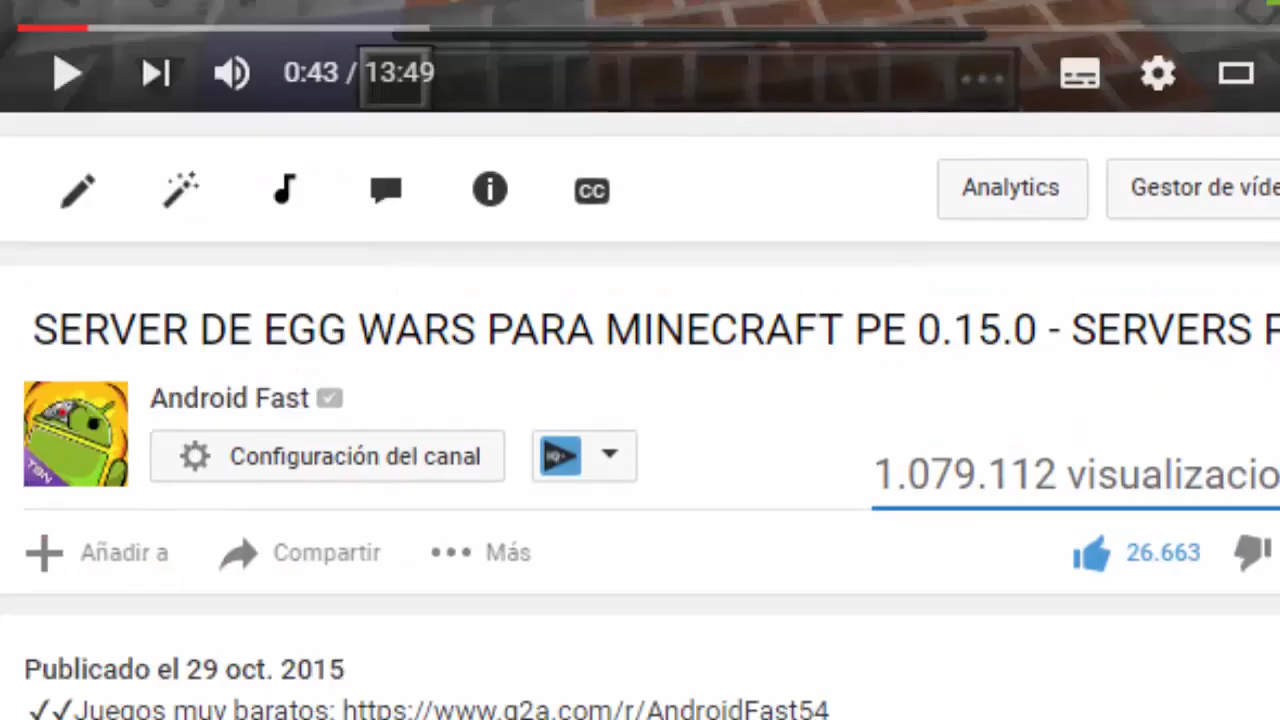 0:43 / 13:49
CC
Analytics
Gestor de víde
SERVER DE EGG WARS PARA MINECRAFT PE 0.15.0 - SERVERS P
Android Fast
TGN
Configuración del canal
1.079.112 visualizacio
Añadir a
Compartir
Más
26.663
Publicado el 29 oct. 2015
✓✓Juegos muy baratos: https://www.g2a.com/r/AndroidFast54